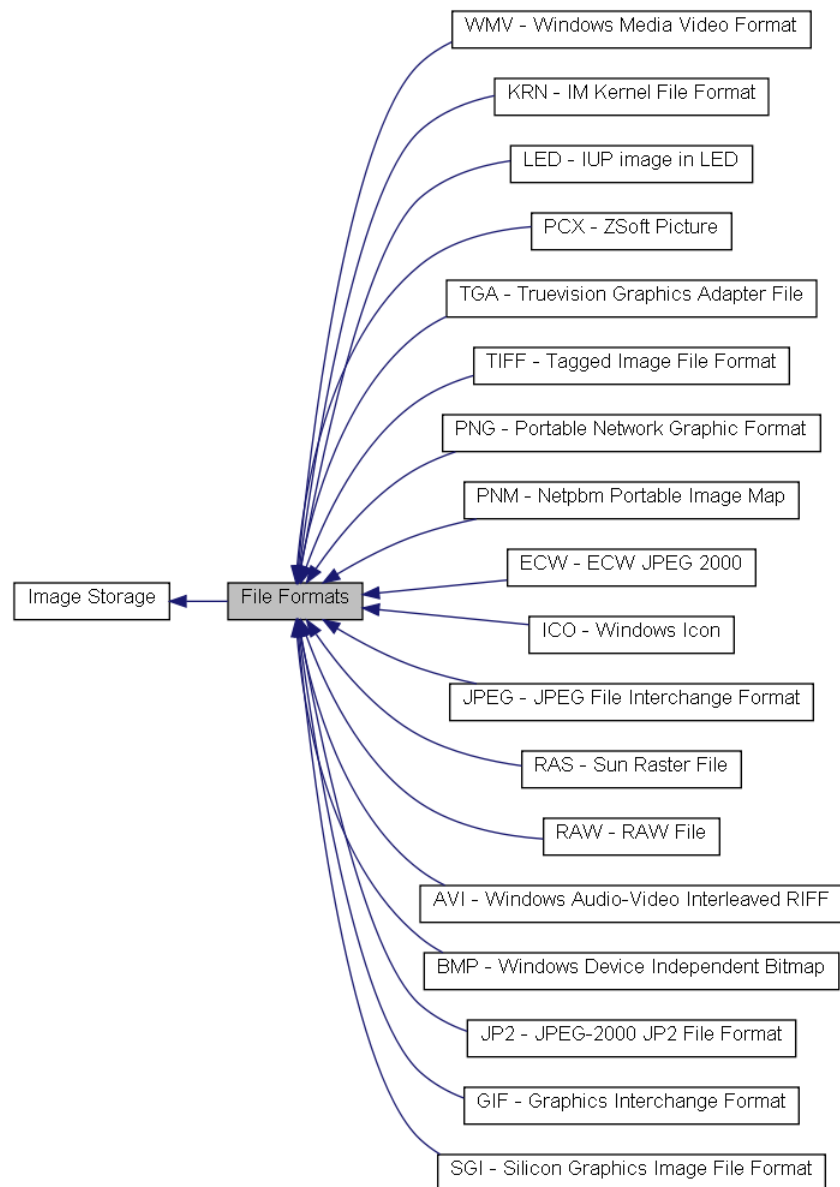 WMV - Windows Media Video Format
KRN - IM Kernel File Format
LED - IUP image in LED
PCX - ZSoft Picture
TGA - Truevision Graphics Adapter File
TIFF - Tagged Image File Format
PNG - Portable Network Graphic Format
PNM - Netpbm Portable Image Map
ECW - ECW JPEG 2000
Image Storage
File Formats
ICO - Windows Icon
JPEG - JPEG File Interchange Format
RAS - Sun Raster File
RAW - RAW File
AVI - Windows Audio-Video Interleaved RIFF
BMP - Windows Device Independent Bitmap
JP2 - JPEG-2000 JP2 File Format
GIF - Graphics Interchange Format
SGI - Silicon Graphics Image File Format